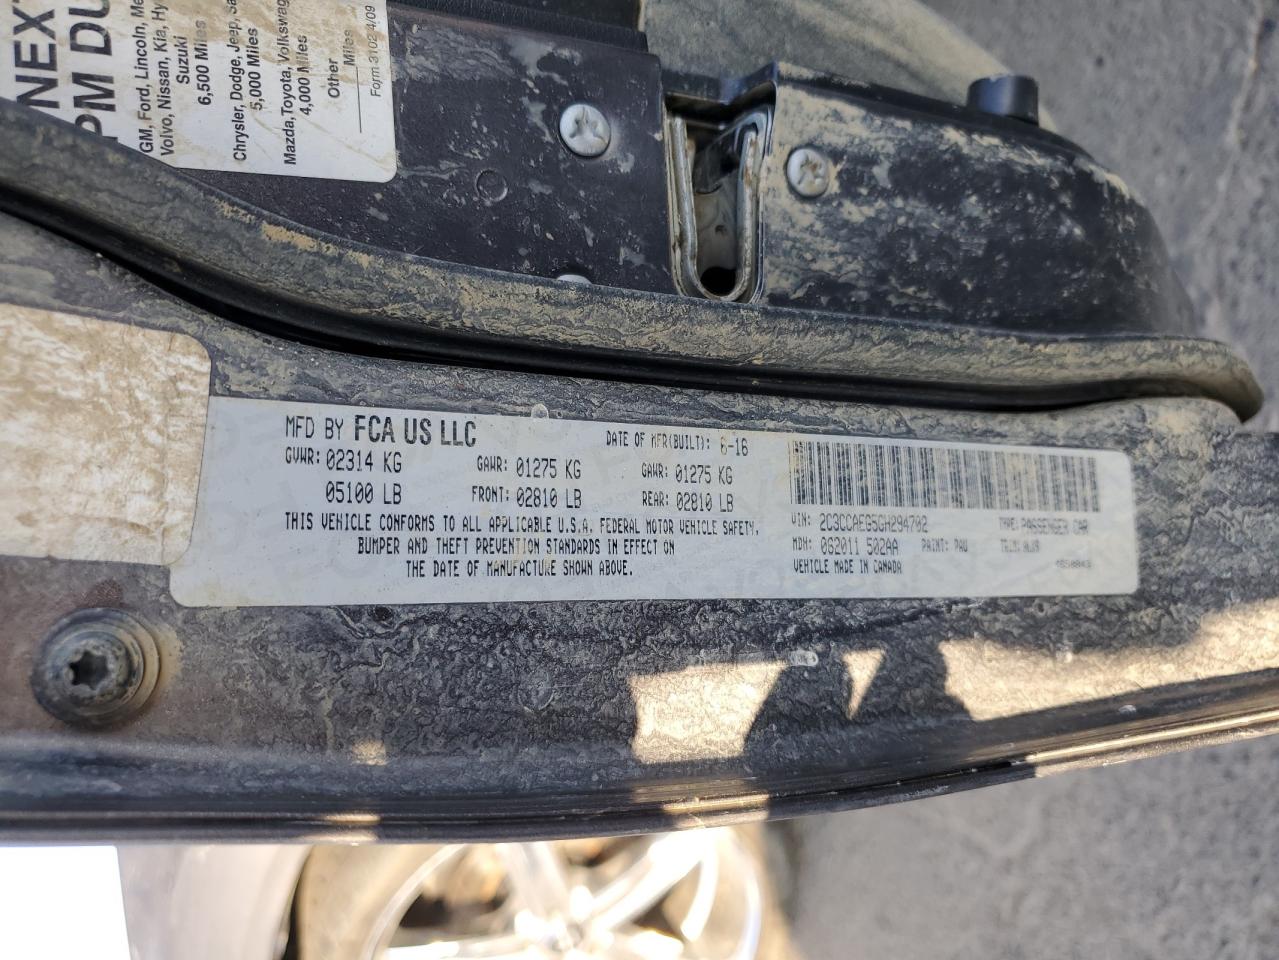 NEXT
PM DU
GM, Ford, Lincoln, Me
Volvo, Nissan, Kia, Hy
Suzuki
6,500 Miles
Chrysler, Dodge, Jeep,
5,000 Miles
Mazda, Toyota, Volkswag
4,000 Miles
Other
Miles
Form 3102 4/09
MFD BY FCA US LLC
DATE OF MFR(BUILT): 6-16
GVWR: 02314 KG
GAWR: 01275 KG
GAWR: 01275 KG
05100 LB
FRONT: 02810 LB
REAR: 02810 LB
THIS VEHICLE CONFORMS TO ALL APPLICABLE U.S.A. FEDERAL MOTOR VEHICLE SAFETY,
BUMPER AND THEFT PREVENTION STANDARDS IN EFFECT ON
THE DATE OF MANUFACTURE SHOWN ABOVE.
VIN: 2C3CCAEG5GH294702
TYPE: PASSENGER CAR
MDH: 062011 502AA
PAINT: PAU
TRIM:
VEHICLE MADE IN CANADA